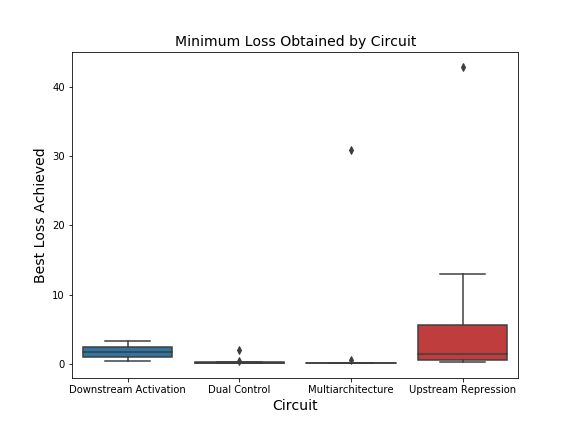 Minimum Loss Obtained by Circuit
Best Loss Achieved
40
30
20
10
0
Downstream Activation Dual Control Multiarchitecture Upstream Repression
Circuit